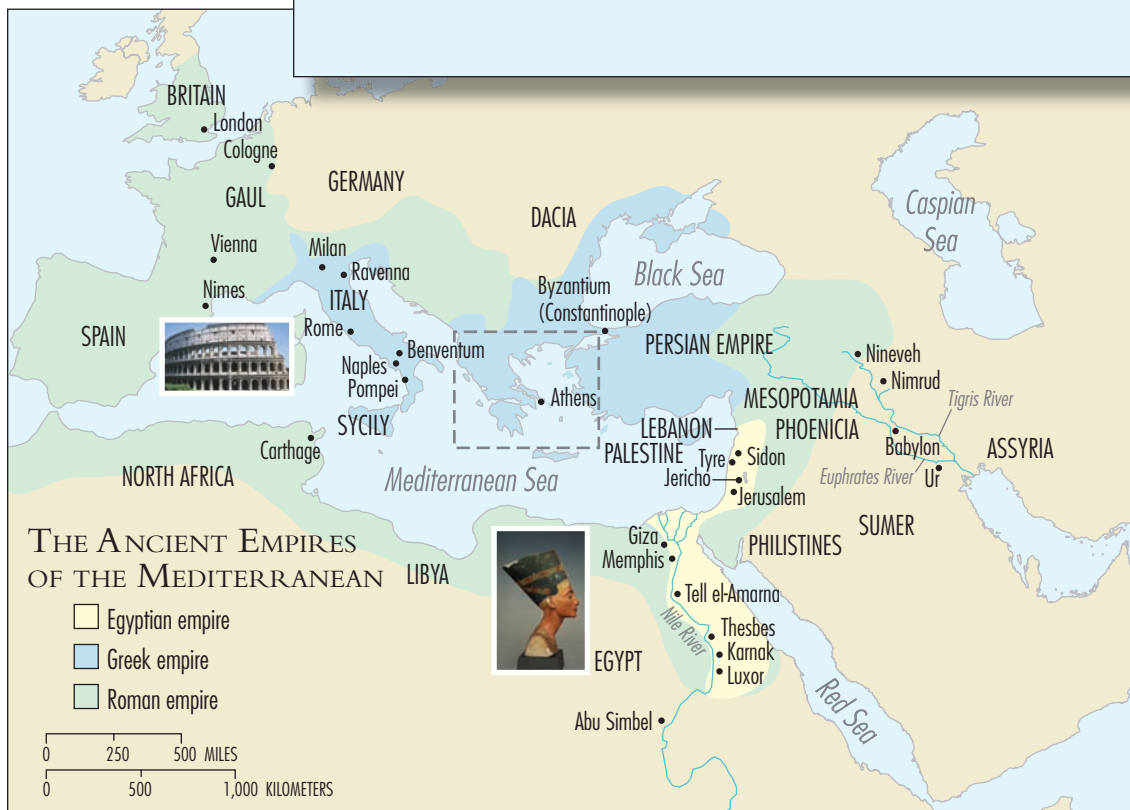 BRITAIN
London
Cologne
GAUL
GERMANY
DACIA
Caspian
Sea
Vienna
Milan
Ravenna
Black Sea
Byzantium
(Constantinople)
Nimes
ITALY
SPAIN
Rome
Benventum
Naples
Pompei
PERSIAN EMPIRE
Nineveh
Nimrud
Athens
MESOPOTAMIA
Tigris River
SYCILY
LEBANON
PHOENICIA
Carthage
PALESTINE
Babylon
ASSYRIA
Tyre
Sidon
NORTH AFRICA
Mediterranean Sea
Jericho
Euphrates River
Ur
Jerusalem
SUMER
Giza
PHILISTINES
Memphis
THE ANCIENT EMPIRES
OF THE MEDITERRANEAN
LIBYA
Egyptian empire
Greek empire
Roman empire
Tell el-Amarna
Nile River
Thesbes
Karnak
Luxor
EGYPT
Red Sea
Abu Simbel
0 250 500 MILES
0 500 1,000 KILOMETERS